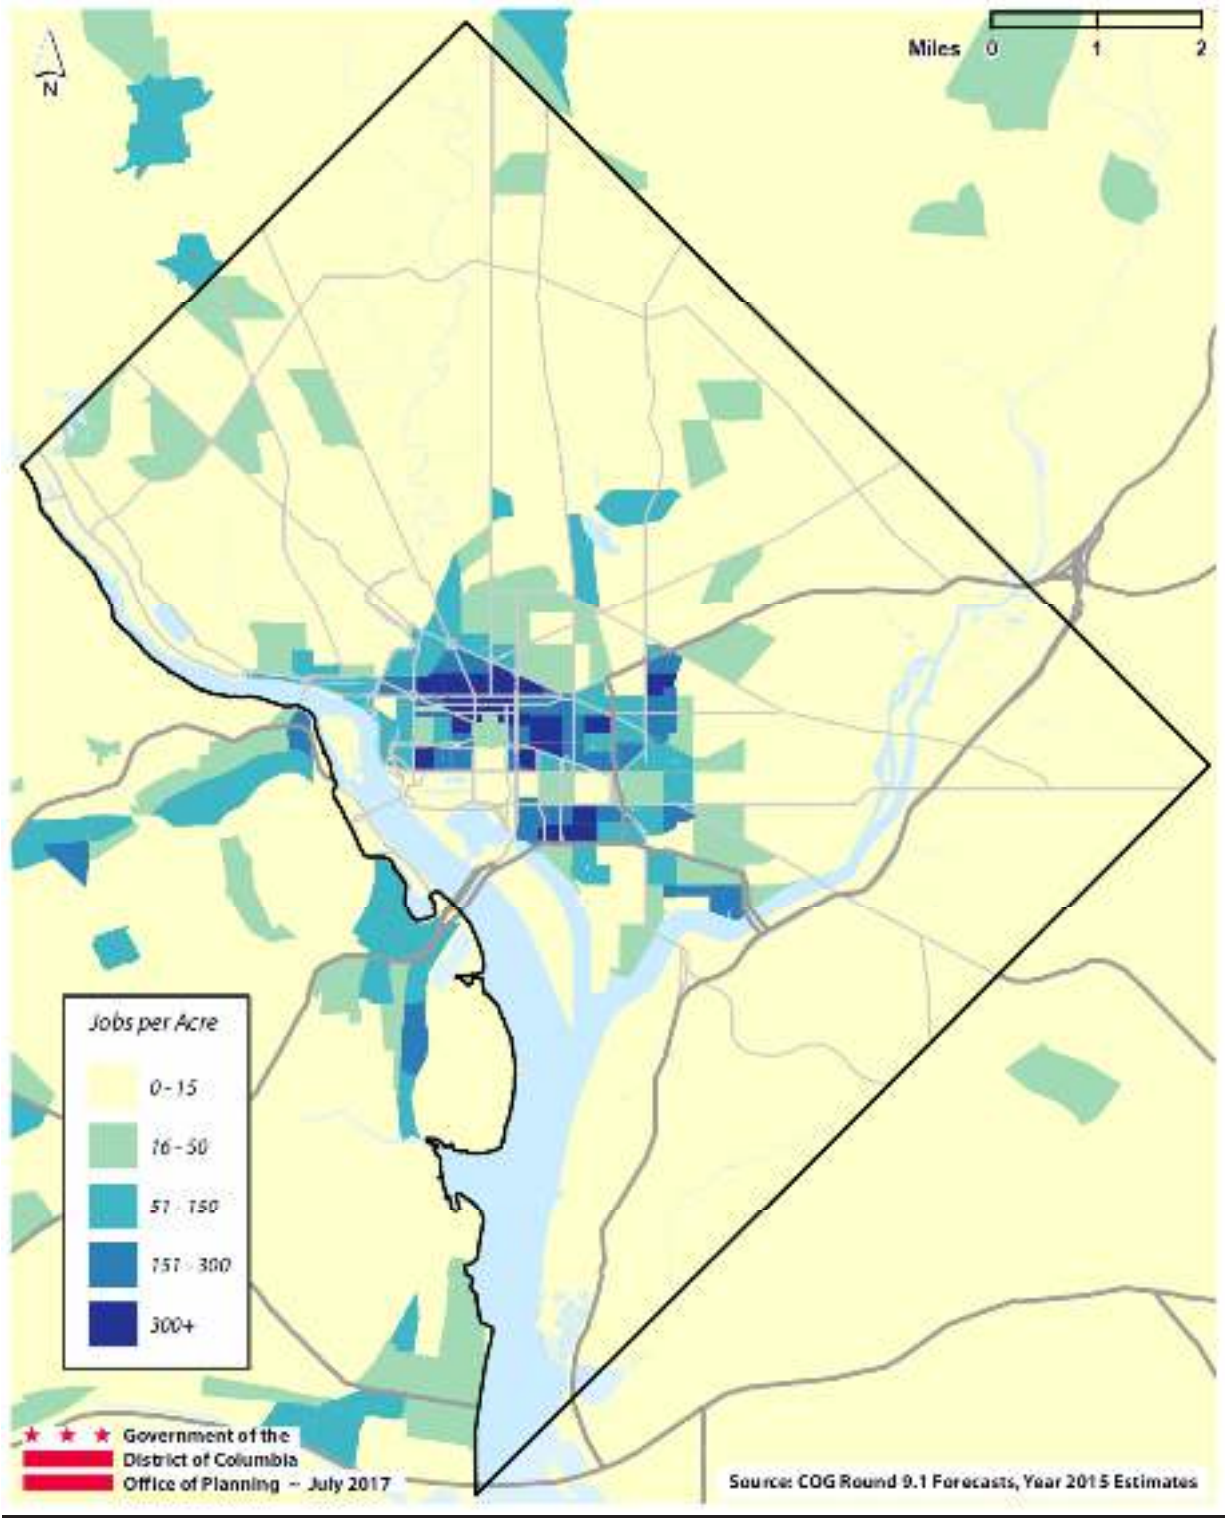 N
Miles 0 1 2
Jobs per Acre
0 - 15
16 - 50
51 - 150
151 - 300
300+
Government of the
District of Columbia
Office of Planning ~ July 2017
Source: COG Round 9.1 Forecasts, Year 2015 Estimates